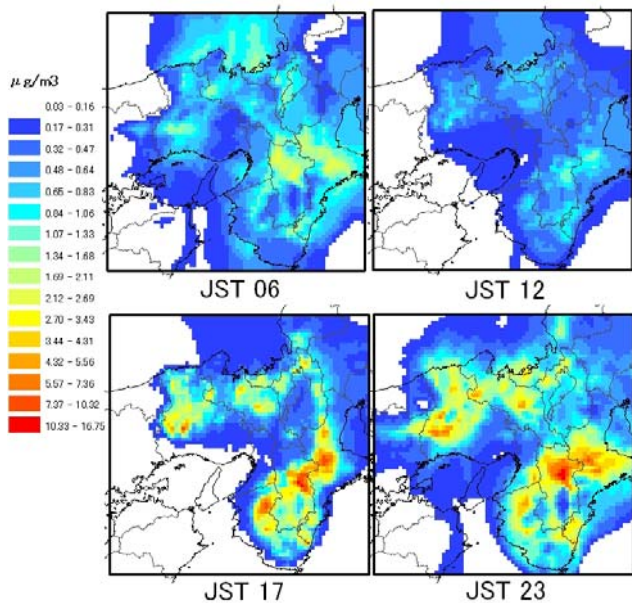 μg/m3
0.03 - 0.16
0.17 - 0.31
0.32 - 0.47
0.48 - 0.64
0.65 - 0.83
0.04 - 1.06
1.07 - 1.33
1.34 - 1.68
1.69 - 2.11
2.12 - 2.69
2.70 - 3.43
3.44 - 4.31
4.32 - 5.56
5.57 - 7.36
7.37 - 10.32
10.33 - 16.75
JST 06
JST 12
JST 17
JST 23